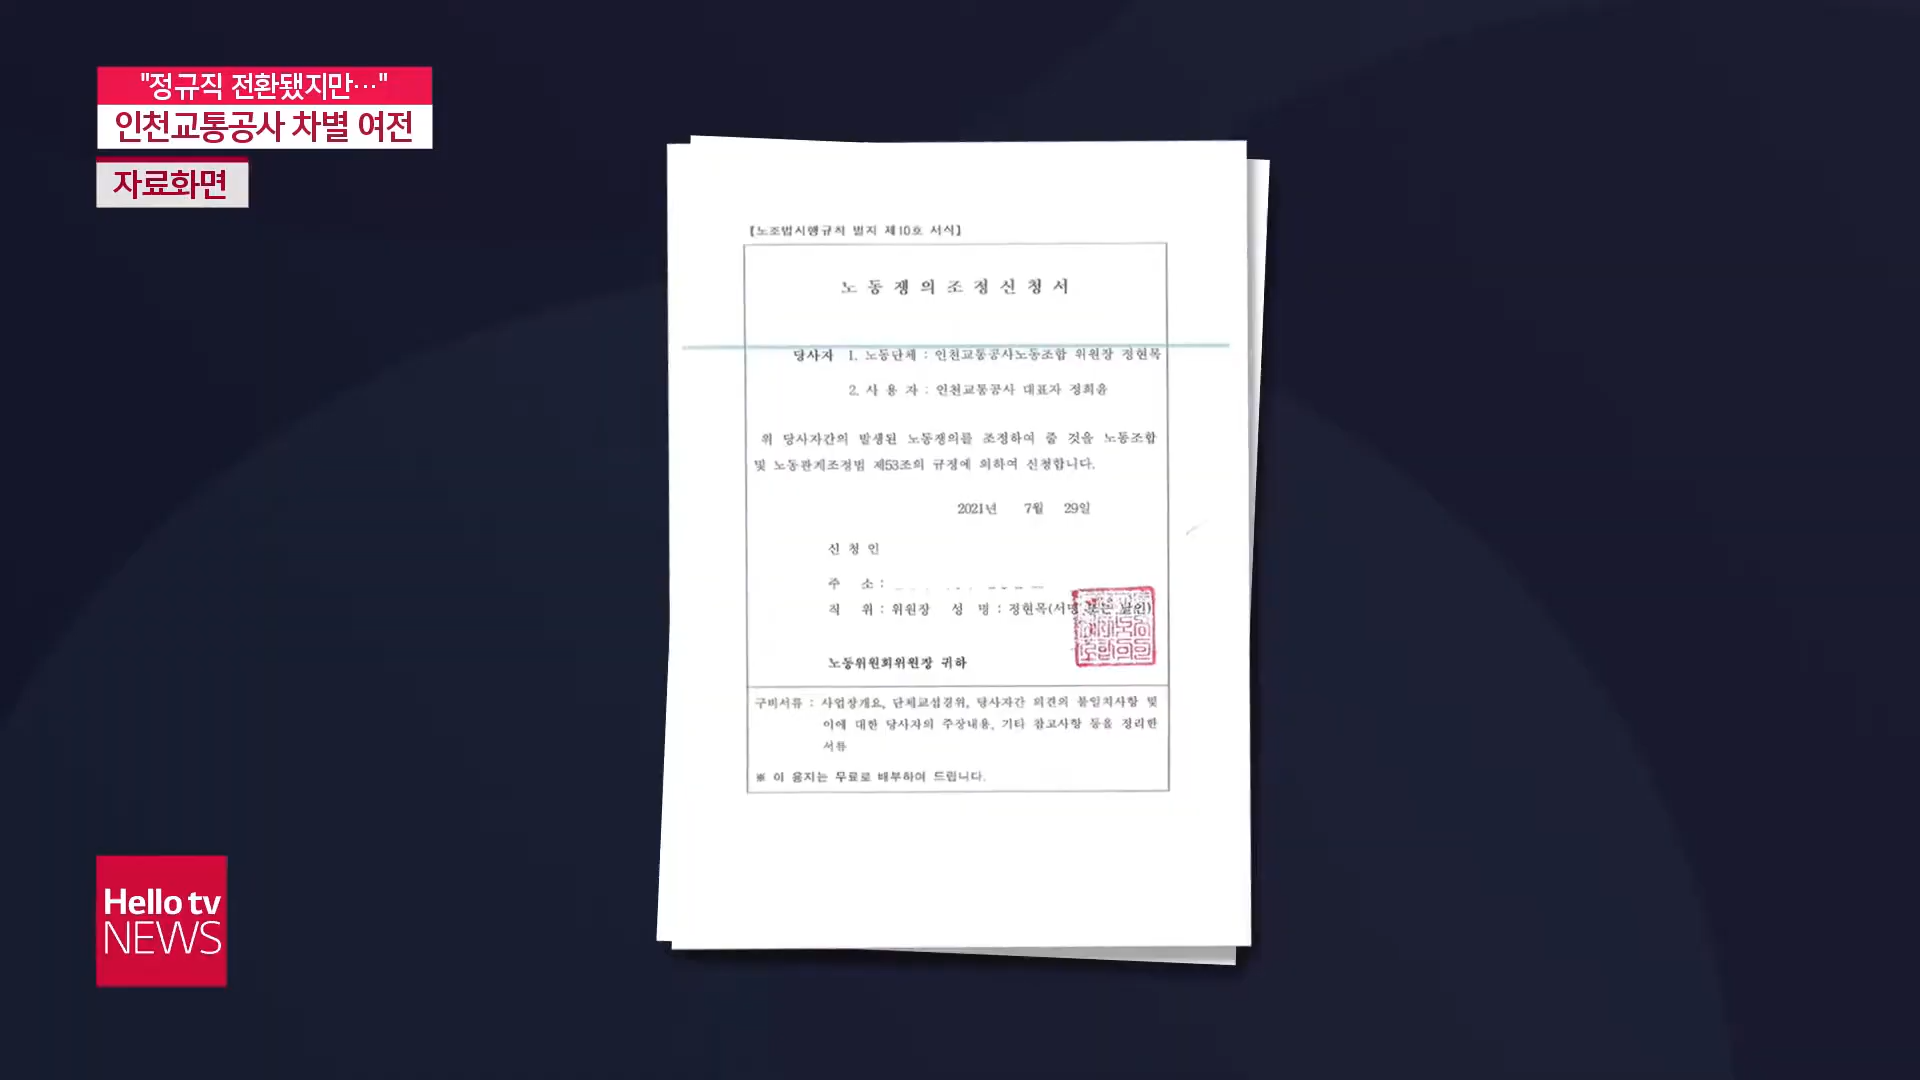 "정규직 전환됐지만…"
인천교통공사 차별 여전
자료화면
【노조법시행규칙 별지 제10호 서식】
노 동 쟁 의 조 정 신 청 서
당사자 1. 노동단체 : 인천교통공사노동조합 위원장 정현목
2. 사 용 자 : 인천교통공사 대표자 정희윤
위 당사자간의 발생된 노동쟁의를 조정하여 줄 것을 노동조합
및 노동관계조정법 제53조의 규정에 의하여 신청합니다.
2021년 7월 29일
신 청 인
주 소 :
직 위 : 위원장 성 명 : 정현목(서명 또는 날인)
노동위원회위원장 귀하
구비서류 : 사업장개요, 단체교섭경위, 당사자간 의견의 불일치사항 및
이에 대한 당사자의 주장내용, 기타 참고사항 등을 정리한
서류
※ 이 용지는 무료로 배부하여 드립니다.
Hello tv
NEWS